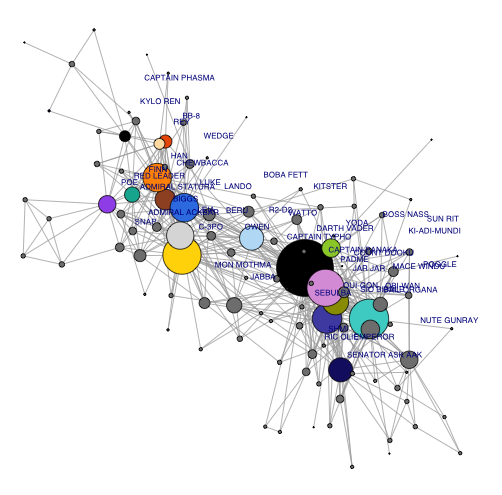 CAPTAIN PHASMA
KYLO REN
BB-8
REY
WEDGE
HAN
CHEWBACCA
FINN
RED LEADER
BOBA FETT
POE
LUKE
ADMIRAL STATURA
LANDO
KITSTER
BIGGS
ADMIRAL ACKBAR
LEIA
BERU
R2-D2
WATTO
BOSS NASS
SUN RIT
SNAP
C-3PO
OWEN
YODA
DARTH VADER
KI-ADI-MUNDI
CAPTAIN TYPHO
CAPTAIN PANAKA
COUNT DOOKU
PADME
MON MOTHMA
JAR JAR
MACE WINDU
POGGLE
JABBA
QUI-GON
OBI-WAN
SEBULBA
SIO BIBBLE
BAIL ORGANA
NUTE GUNRAY
SHMI
RIC OLIE
EMPEROR
SENATOR ASK AAK